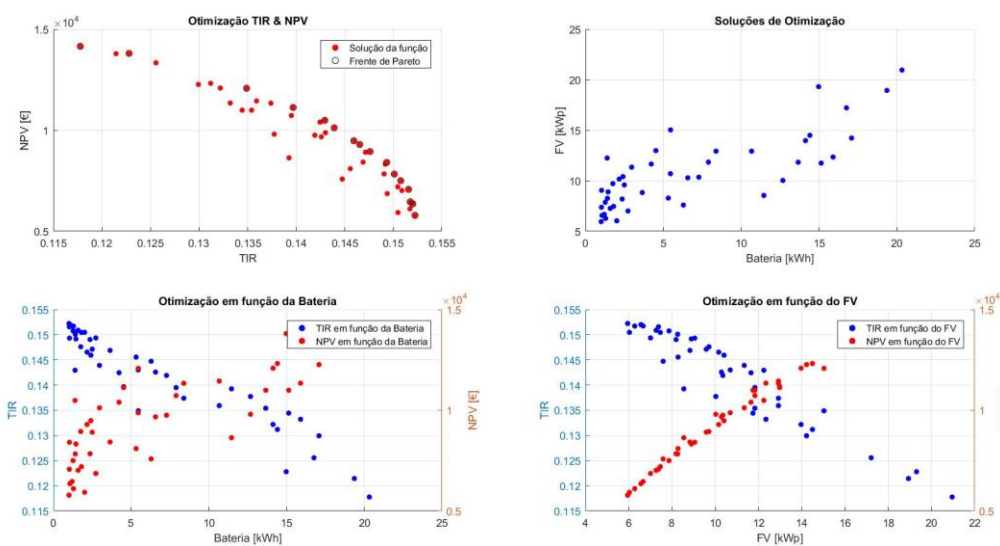 Otimização TIR & NPV
×10⁴
1.5
1
0.5
NPV [€]
Solução da função
Frente de Pareto
0.115 0.12 0.125 0.13 0.135 0.14 0.145 0.15 0.155
TIR
Soluções de Otimização
25
20
15
10
5
FV [kWp]
0 5 10 15 20 25
Bateria [kWh]
Otimização em função da Bateria
×10⁴
0.155
0.15
0.145
0.14
0.135
0.13
0.125
0.12
0.115
TIR
TIR em função da Bateria
NPV em função da Bateria
1.5
1
0.5
NPV [€]
0 5 10 15 20 25
Bateria [kWh]
Otimização em função do FV
×10⁴
0.155
0.15
0.145
0.14
0.135
0.13
0.125
0.12
0.115
TIR
TIR em função do FV
NPV em função do FV
1.5
1
0.5
4 6 8 10 12 14 16 18 20 22
FV [kWp]